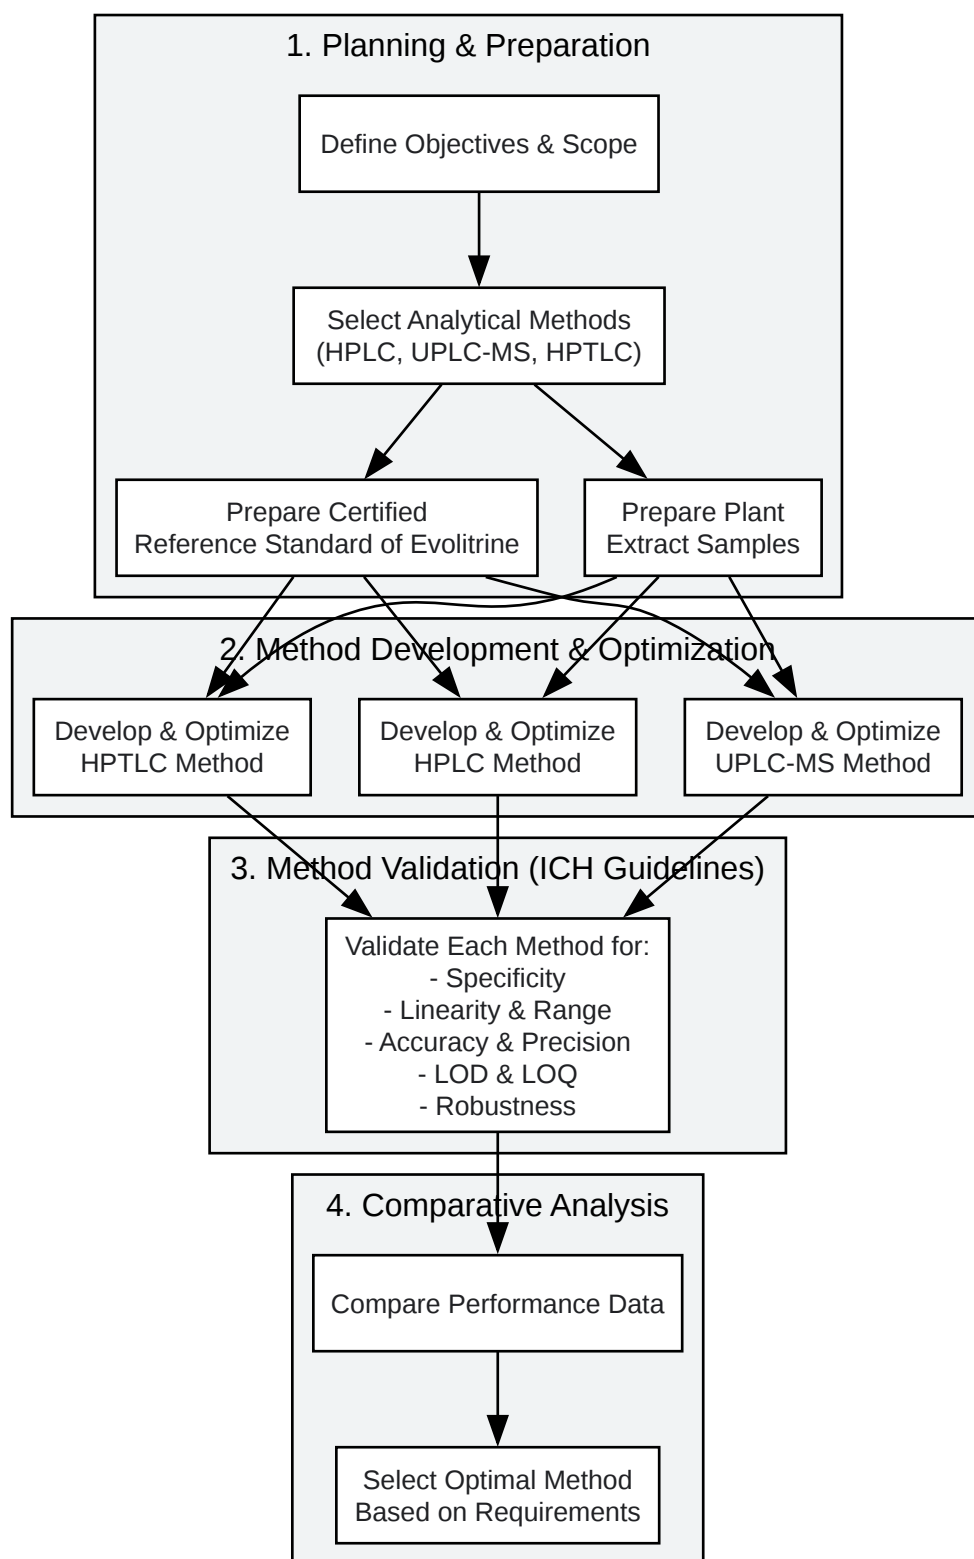 1. Planning & Preparation
Define Objectives & Scope
Select Analytical Methods
(HPLC, UPLC-MS, HPTLC)
Prepare Certified
Reference Standard of Evolitrine
Prepare Plant
Extract Samples
2. Method Development & Optimization
Develop & Optimize
HPTLC Method
Develop & Optimize
HPLC Method
Develop & Optimize
UPLC-MS Method
3. Method Validation (ICH Guidelines)
Validate Each Method for:
- Specificity
- Linearity & Range
- Accuracy & Precision
- LOD & LOQ
- Robustness
4. Comparative Analysis
Compare Performance Data
Select Optimal Method
Based on Requirements